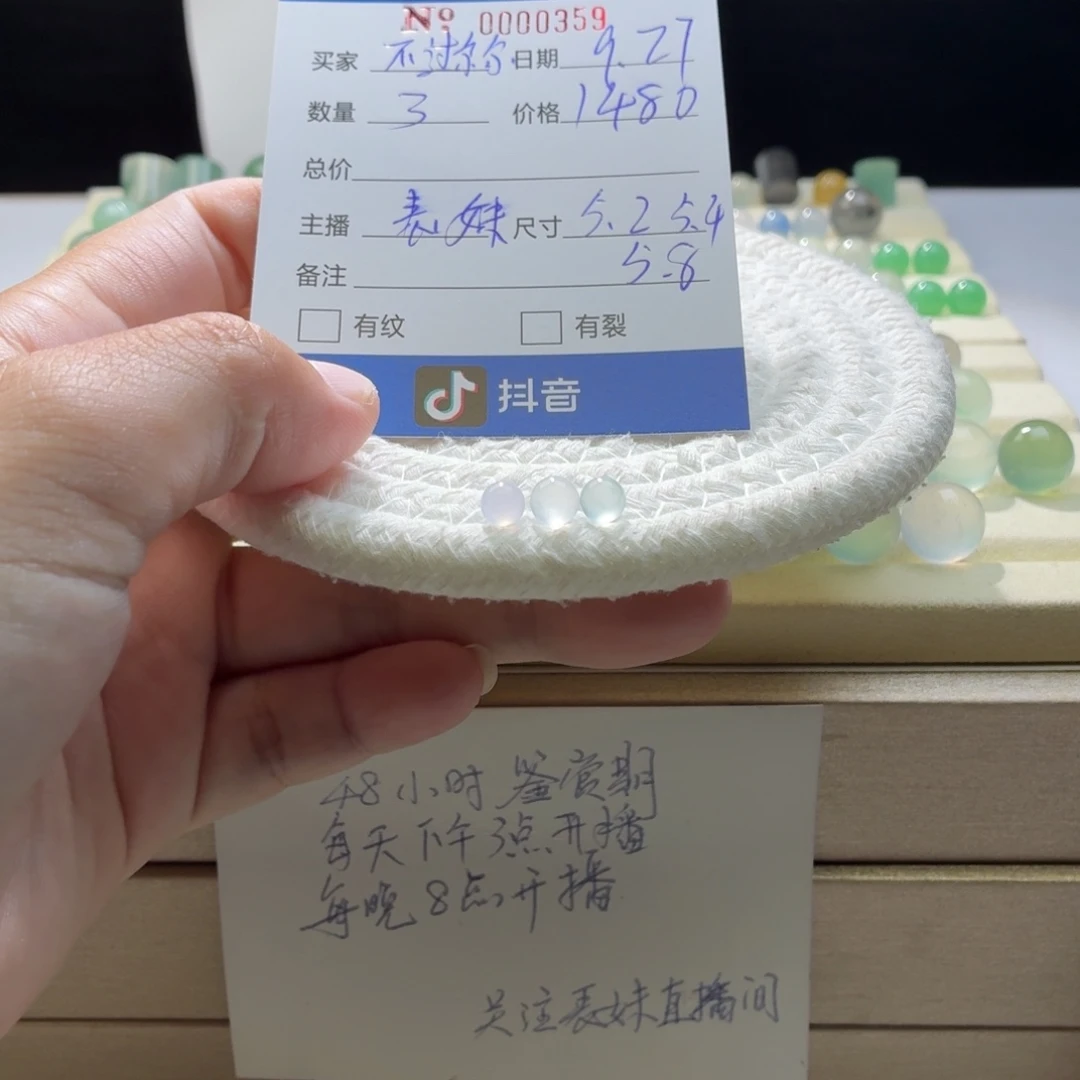 Nº 0000359
买家 不过尔尔 日期 9.27
数量 3 价格 1480
总价
主播 表妹 尺寸 5.2 5.4
5.8
备注
有纹 有裂
抖音
48小时 鉴赏期
每天下午3点开播
每晚8点开播
关注表妹直播间